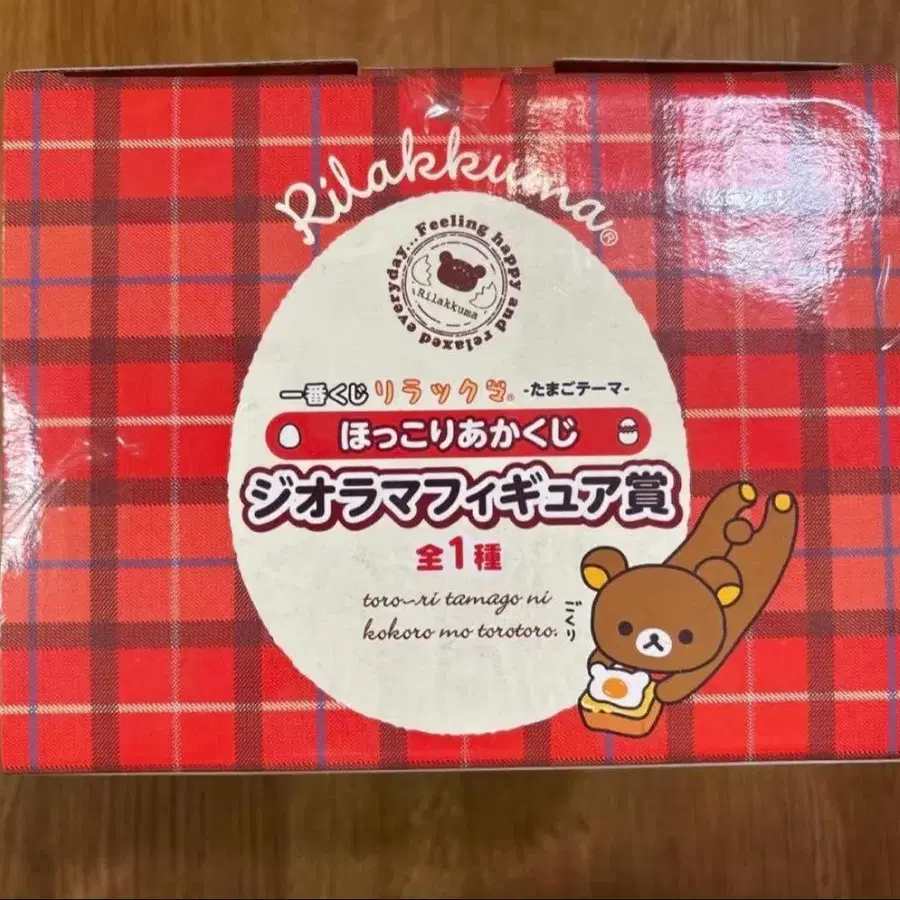 Rilakkuma®
Feeling happy and relaxed everyday...
Rilakkuma
一番くじ リラックマ® -たまごテーマ-
ほっこりあかくじ
ジオラマフィギュア賞
全1種
toro~ri tamago ni
kokoro mo torotoro.
ごくり